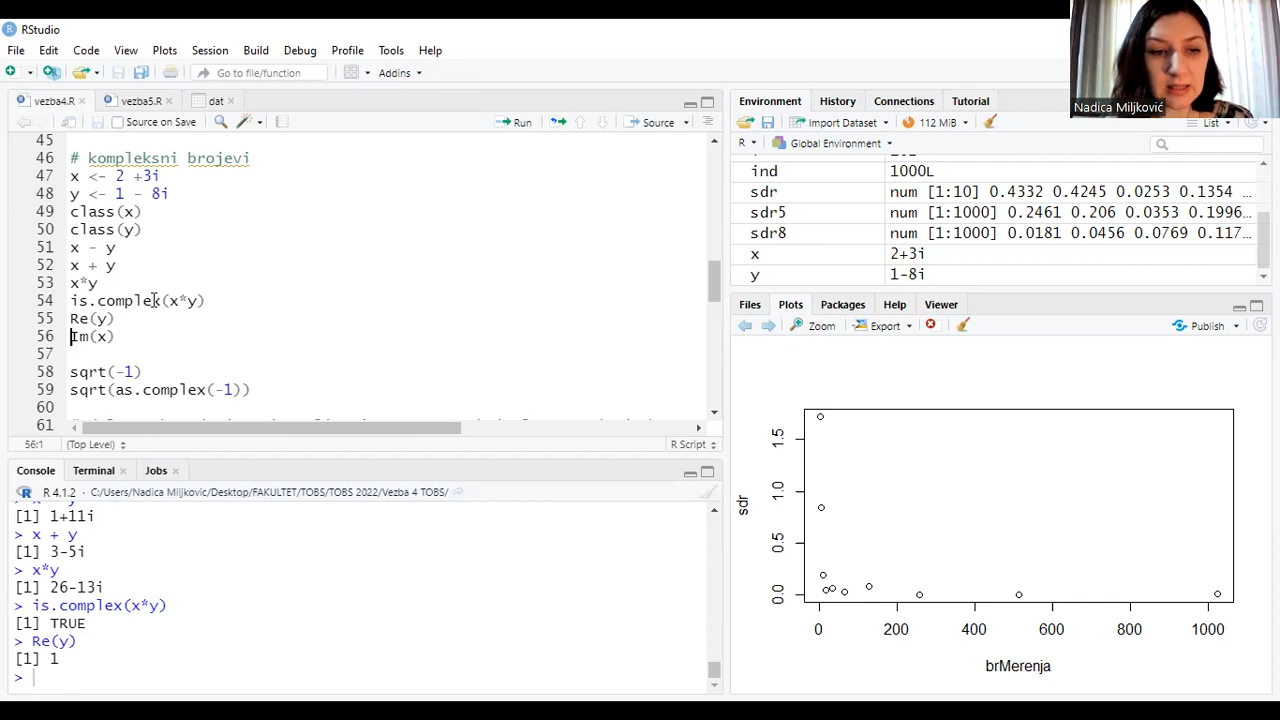 RStudio
File Edit Code View Plots Session Build Debug Profile Tools Help
Go to file/function Addins
Nadica Miljković
vezba4.R vezba5.R dat
Source on Save Run Source
45
46 # kompleksni brojevi
47 x <- 2 +3i
48 y <- 1 - 8i
49 class(x)
50 class(y)
51 x - y
52 x + y
53 x*y
54 is.complex(x*y)
55 Re(y)
56 Im(x)
57
58 sqrt(-1)
59 sqrt(as.complex(-1))
60
61
56:1 (Top Level) R Script
Console Terminal Jobs
R 4.1.2 · C:/Users/Nadica Miljkovic/Desktop/FAKULTET/TOBS/TOBS 2022/Vezba 4 TOBS/
[1] 1+11i
> x + y
[1] 3-5i
> x*y
[1] 26-13i
> is.complex(x*y)
[1] TRUE
> Re(y)
[1] 1
>
Environment History Connections Tutorial
Import Dataset 112 MiB List
R Global Environment
ind 1000L
sdr num [1:10] 0.4332 0.4245 0.0253 0.1354 ...
sdr5 num [1:1000] 0.2461 0.206 0.0353 0.1996...
sdr8 num [1:1000] 0.0181 0.0456 0.0769 0.117...
x 2+3i
y 1-8i
Files Plots Packages Help Viewer
Zoom Export Publish
sdr
1.5
1.0
0.5
0.0
0 200 400 600 800 1000
brMerenja